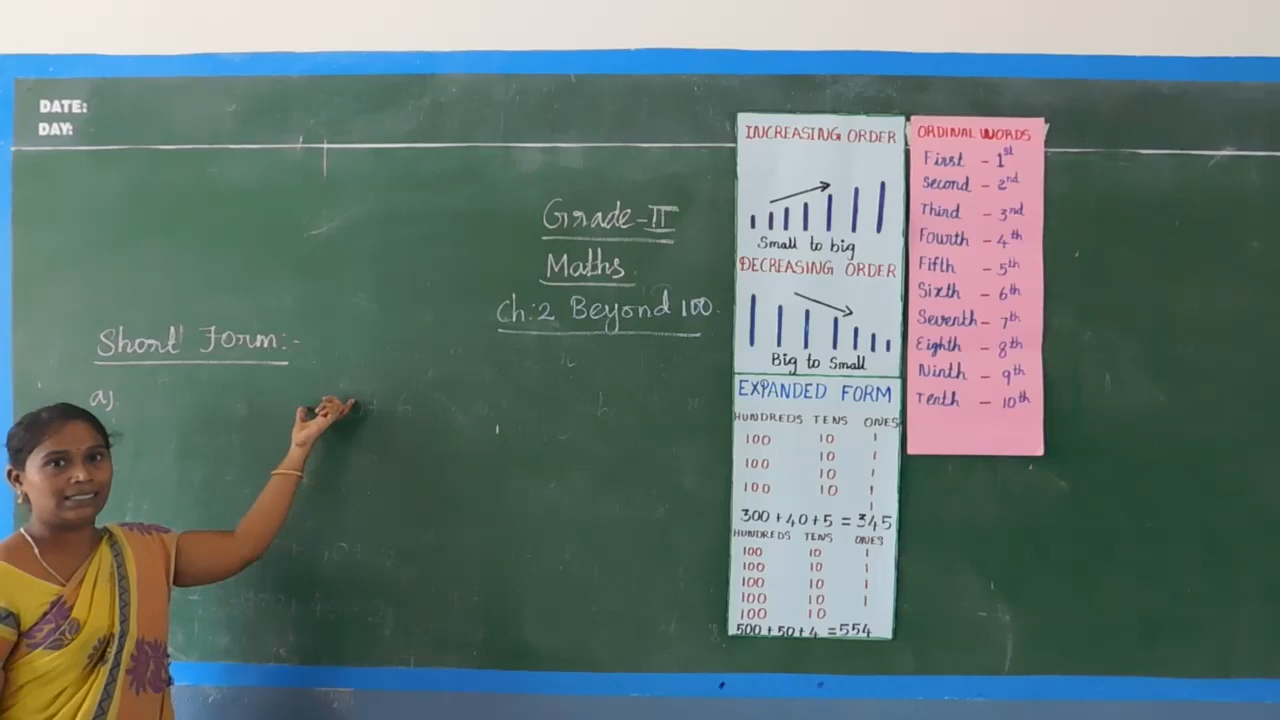 DATE:
DAY:
Grade-II
Maths
Ch:2 Beyond 100.
Short Form:-
a).
INCREASING ORDER
Small to big
DECREASING ORDER
Big to Small
EXPANDED FORM
HUNDREDS TENS ONES
100 10 1
10 1
100 10 1
100 10 1
1
300+40+5 = 345
HUNDREDS TENS ONES
100 10 1
100 10 1
100 10 1
100 10 1
100 10
500+50+4 =554
ORDINAL WORDS
First - 1st
Second - 2nd
Third - 3rd
Fourth - 4th
Fifth - 5th
Sixth - 6th
Seventh - 7th
Eighth - 8th
Ninth - 9th
Tenth - 10th